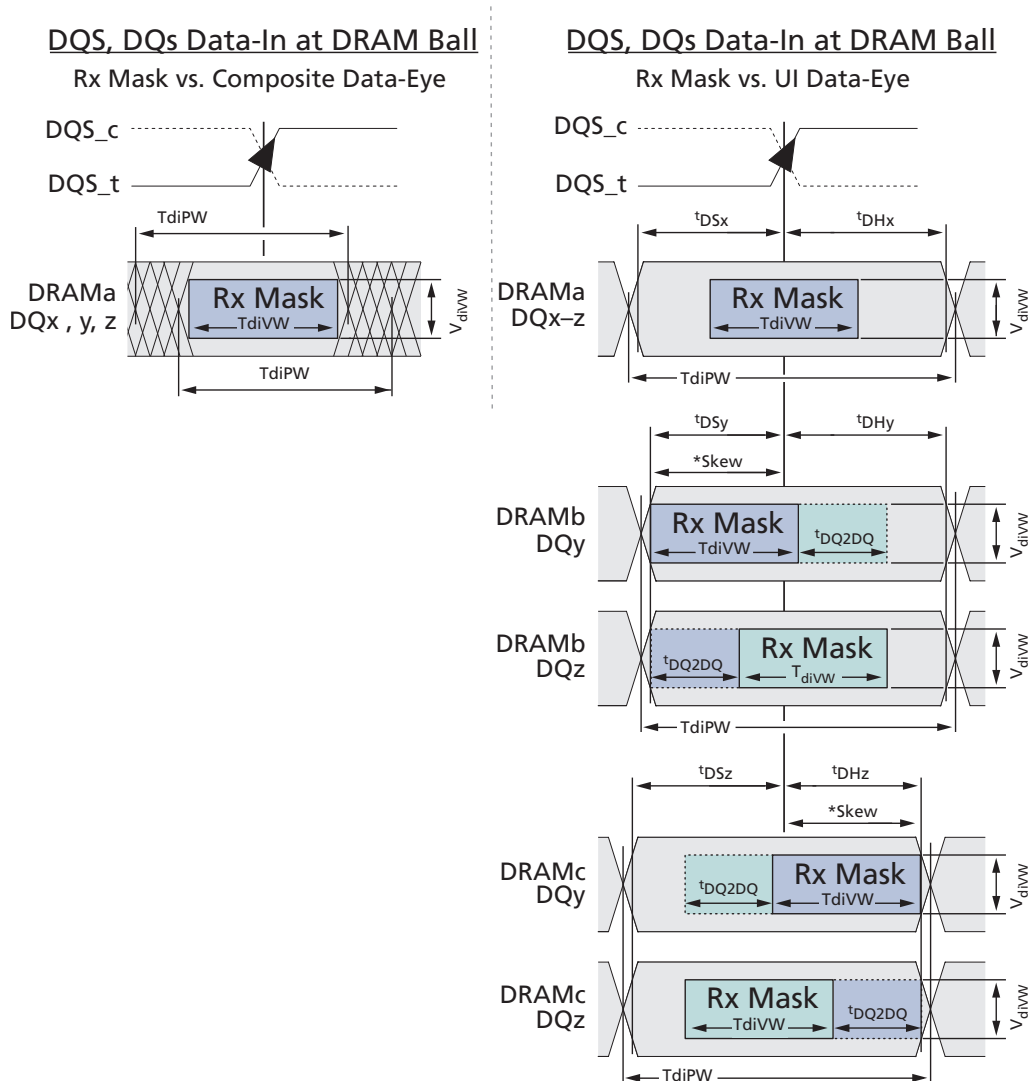 DQS, DQs Data-In at DRAM Ball
Rx Mask vs. Composite Data-Eye
DQS_c
DQS_t
TdiPW
DRAMa
DQx , y, z
Rx Mask
TdiVW
VdiVW
TdiPW
DQS, DQs Data-In at DRAM Ball
Rx Mask vs. UI Data-Eye
DQS_c
DQS_t
tDSx
tDHx
DRAMa
DQx–z
Rx Mask
TdiVW
VdiVW
TdiPW
tDSy
tDHy
*Skew
DRAMb
DQy
Rx Mask
TdiVW
tDQ2DQ
VdiVW
DRAMb
DQz
tDQ2DQ
Rx Mask
TdiVW
VdiVW
TdiPW
tDSz
tDHz
*Skew
DRAMc
DQy
tDQ2DQ
Rx Mask
TdiVW
VdiVW
DRAMc
DQz
Rx Mask
TdiVW
tDQ2DQ
VdiVW
TdiPW